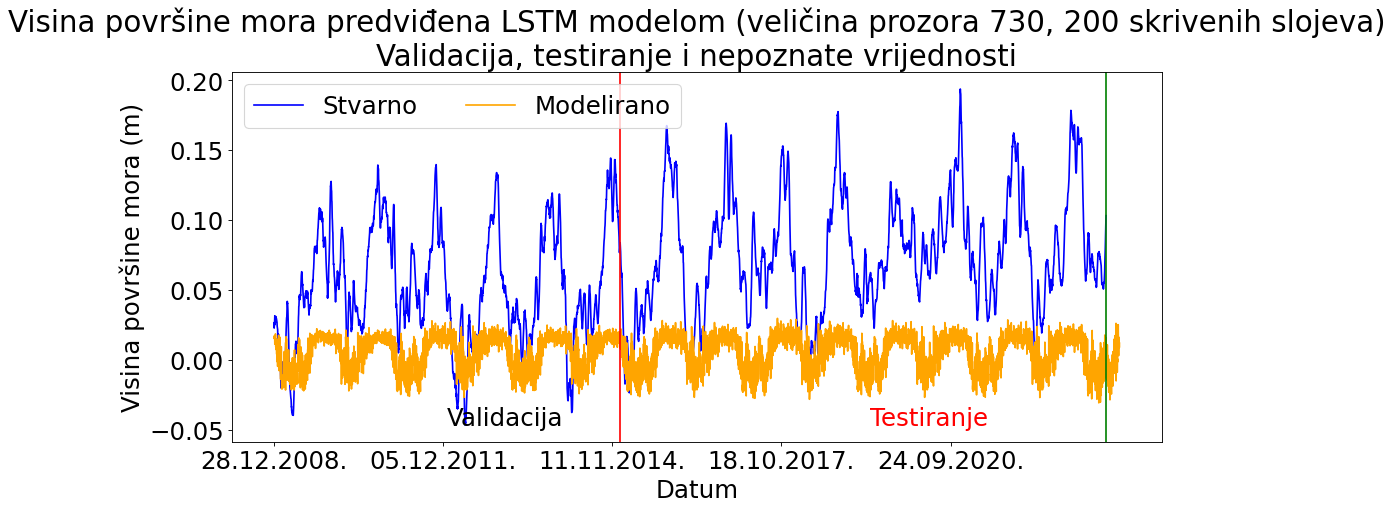 Visina površine mora predviđena LSTM modelom (veličina prozora 730, 200 skrivenih slojeva)
Validacija, testiranje i nepoznate vrijednosti
Stvarno
Modelirano
Visina površine mora (m)
0.20
0.15
0.10
0.05
0.00
−0.05
Validacija
Testiranje
28.12.2008.
05.12.2011.
11.11.2014.
18.10.2017.
24.09.2020.
Datum